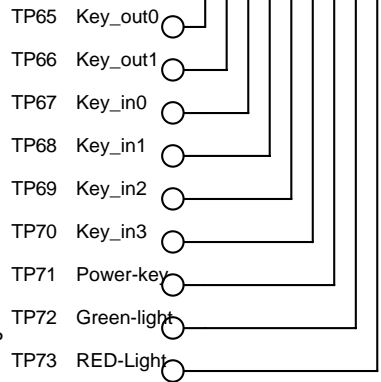 TP65 Key_out0
TP66 Key_out1
TP67 Key_in0
TP68 Key_in1
TP69 Key_in2
TP70 Key_in3
TP71 Power-key
TP72 Green-light
TP73 RED-Light